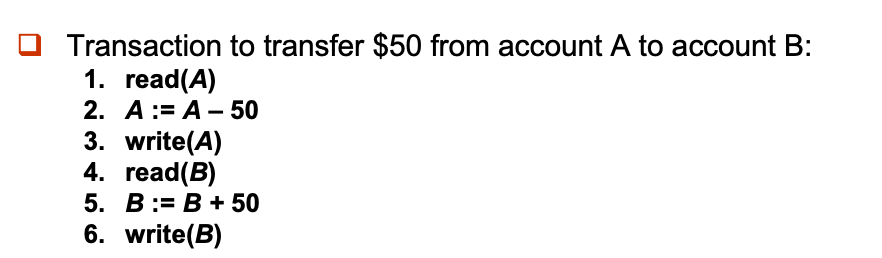 Transaction to transfer $50 from account A to account B:
1. read(A)
2. A := A – 50
3. write(A)
4. read(B)
5. B := B + 50
6. write(B)